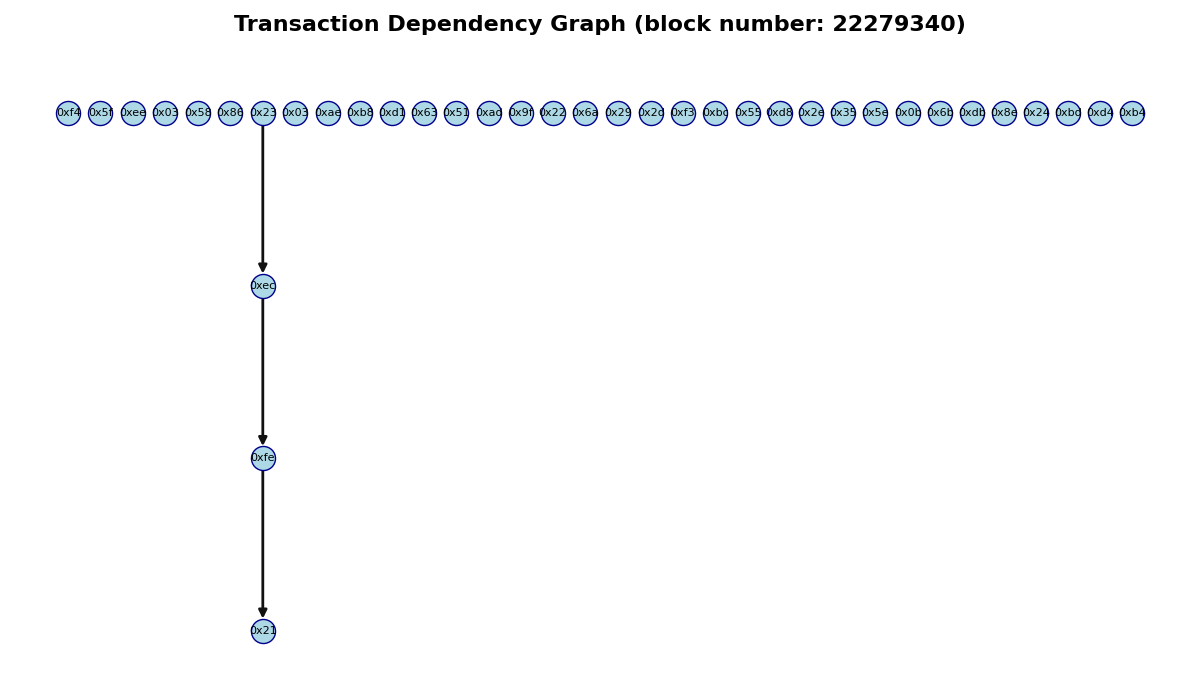 Transaction Dependency Graph (block number: 22279340)
0xf4 0x5f 0xee 0x03 0x58 0x86 0x23 0x03 0xae 0xb8 0xd1 0x63 0x51 0xad 0x9f 0x22 0x6a 0x29 0x2d 0xf3 0xbc 0x55 0xd8 0x2e 0x35 0x5e 0x0b 0x6b 0xdb 0x8e 0x24 0xbd 0xd4 0xb4
0xec
0xfe
0x21